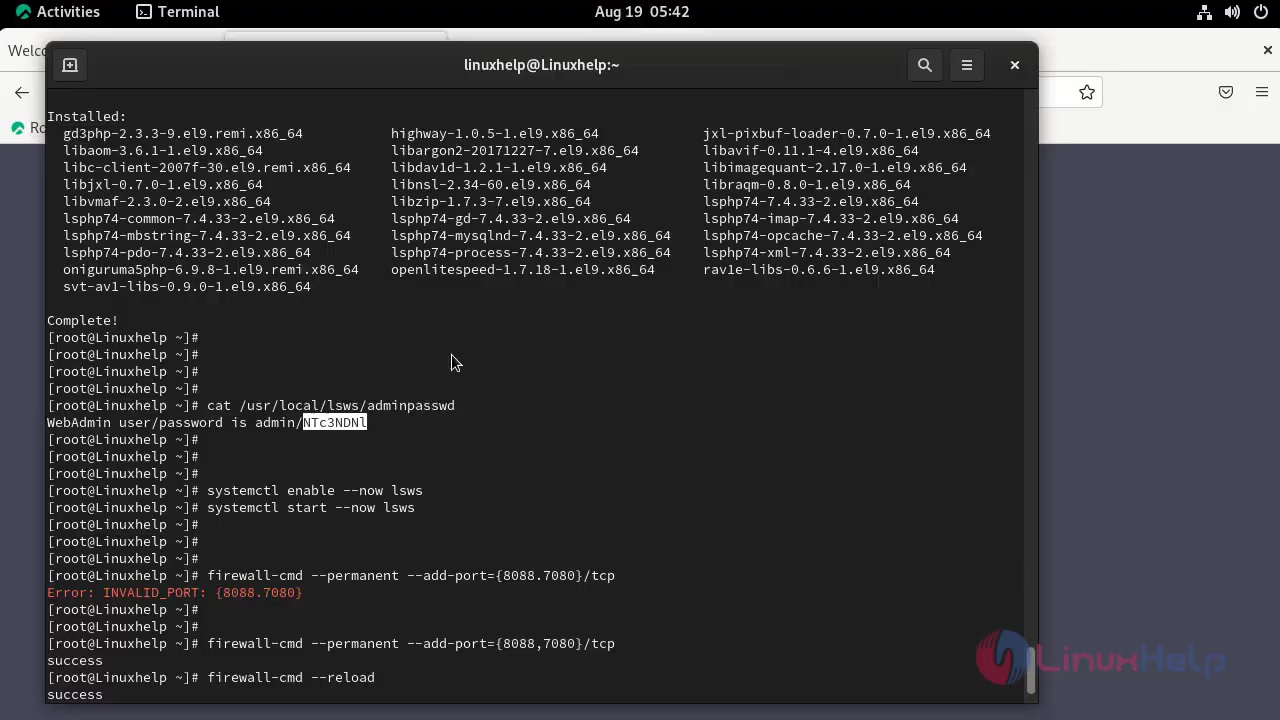 Activities Terminal Aug 19 05:42
Welc
linuxhelp@Linuxhelp:~
Ro
Installed:
gd3php-2.3.3-9.el9.remi.x86_64 highway-1.0.5-1.el9.x86_64 jxl-pixbuf-loader-0.7.0-1.el9.x86_64
libaom-3.6.1-1.el9.x86_64 libargon2-20171227-7.el9.x86_64 libavif-0.11.1-4.el9.x86_64
libc-client-2007f-30.el9.remi.x86_64 libdav1d-1.2.1-1.el9.x86_64 libimagequant-2.17.0-1.el9.x86_64
libjxl-0.7.0-1.el9.x86_64 libnsl-2.34-60.el9.x86_64 libraqm-0.8.0-1.el9.x86_64
libvmaf-2.3.0-2.el9.x86_64 libzip-1.7.3-7.el9.x86_64 lsphp74-7.4.33-2.el9.x86_64
lsphp74-common-7.4.33-2.el9.x86_64 lsphp74-gd-7.4.33-2.el9.x86_64 lsphp74-imap-7.4.33-2.el9.x86_64
lsphp74-mbstring-7.4.33-2.el9.x86_64 lsphp74-mysqlnd-7.4.33-2.el9.x86_64 lsphp74-opcache-7.4.33-2.el9.x86_64
lsphp74-pdo-7.4.33-2.el9.x86_64 lsphp74-process-7.4.33-2.el9.x86_64 lsphp74-xml-7.4.33-2.el9.x86_64
oniguruma5php-6.9.8-1.el9.remi.x86_64 openlitespeed-1.7.18-1.el9.x86_64 rav1e-libs-0.6.6-1.el9.x86_64
svt-av1-libs-0.9.0-1.el9.x86_64
Complete!
[root@Linuxhelp ~]#
[root@Linuxhelp ~]#
[root@Linuxhelp ~]#
[root@Linuxhelp ~]#
[root@Linuxhelp ~]# cat /usr/local/lsws/adminpasswd
WebAdmin user/password is admin/NTc3NDNl
[root@Linuxhelp ~]#
[root@Linuxhelp ~]#
[root@Linuxhelp ~]#
[root@Linuxhelp ~]# systemctl enable --now lsws
[root@Linuxhelp ~]# systemctl start --now lsws
[root@Linuxhelp ~]#
[root@Linuxhelp ~]#
[root@Linuxhelp ~]#
[root@Linuxhelp ~]# firewall-cmd --permanent --add-port={8088.7080}/tcp
Error: INVALID_PORT: {8088.7080}
[root@Linuxhelp ~]#
[root@Linuxhelp ~]#
[root@Linuxhelp ~]# firewall-cmd --permanent --add-port={8088,7080}/tcp
success
[root@Linuxhelp ~]# firewall-cmd --reload
success
LinuxHelp